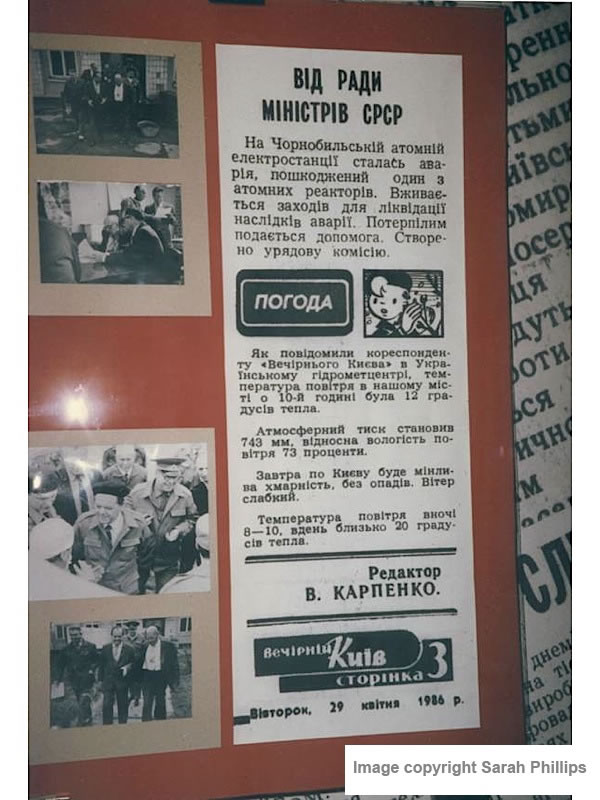 ВІД РАДИ
МІНІСТРІВ СРСР
На Чорнобильській атомній
електростанції сталась ава-
рія, пошкоджений один з
атомних реакторів. Вживає-
ться заходів для ліквідації
наслідків аварії. Потерпілим
подається допомога. Створе-
но урядову комісію.
ПОГОДА
Як повідомили кореспонден-
ту «Вечірнього Києва» в Укра-
їнському гідрометцентрі, тем-
пература повітря в нашому міс-
ті о 10-й годині була 12 гра-
дусів тепла.
Атмосферний тиск становив
743 мм, відносна вологість по-
вітря 73 проценти.
Завтра по Києву буде мінли-
ва хмарність, без опадів. Вітер
слабкий.
Температура повітря вночі
8—10, вдень близько 20 граду-
сів тепла.
Редактор
В. КАРПЕНКО.
Вечірній Київ 3
сторінка
Вівторок, 29 квітня 1986 р.
днем
Image copyright Sarah Phillips